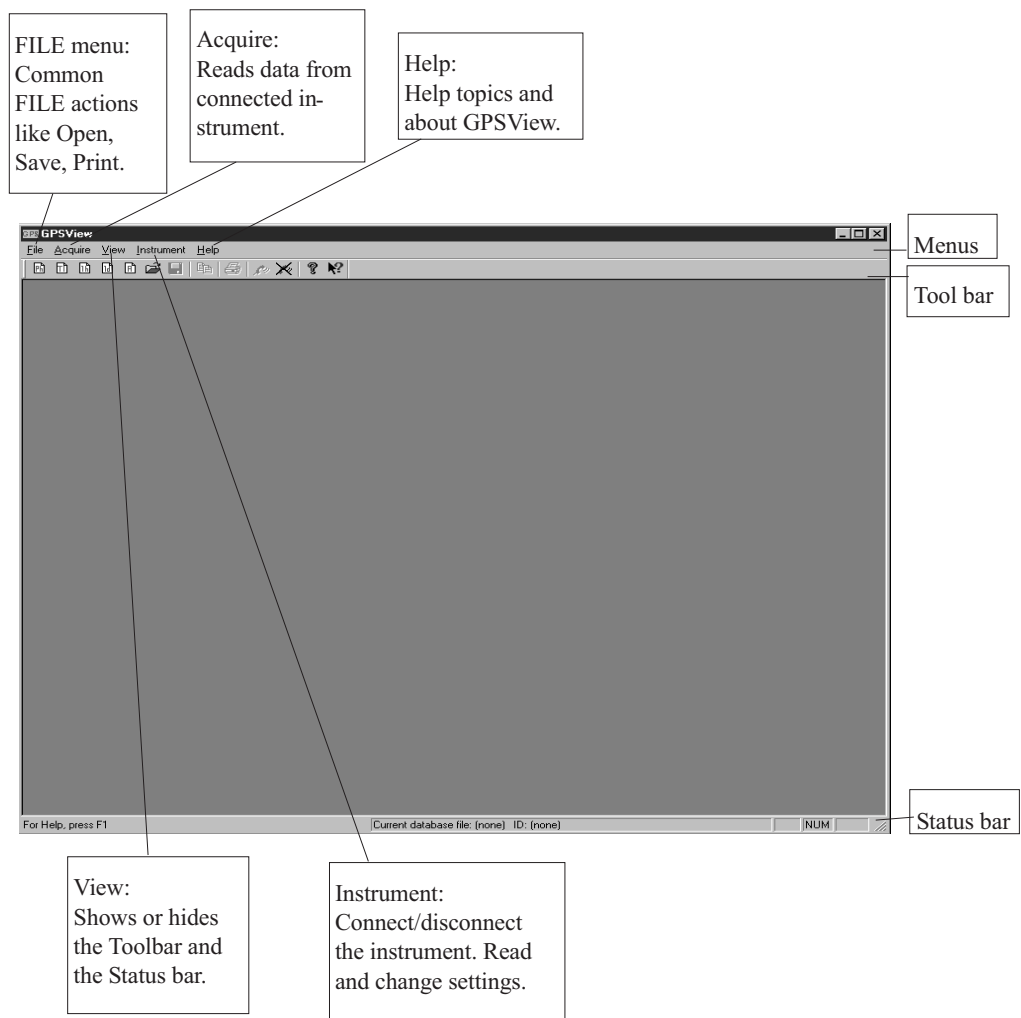 FILE menu:
Common
FILE actions
like Open,
Save, Print.
Acquire:
Reads data from
connected in-
strument.
Help:
Help topics and
about GPSView.
GPS GPSView
File Acquire View Instrument Help
Menus
Tool bar
For Help, press F1
Current database file: (none) ID: (none)
NUM
Status bar
View:
Shows or hides
the Toolbar and
the Status bar.
Instrument:
Connect/disconnect
the instrument. Read
and change settings.